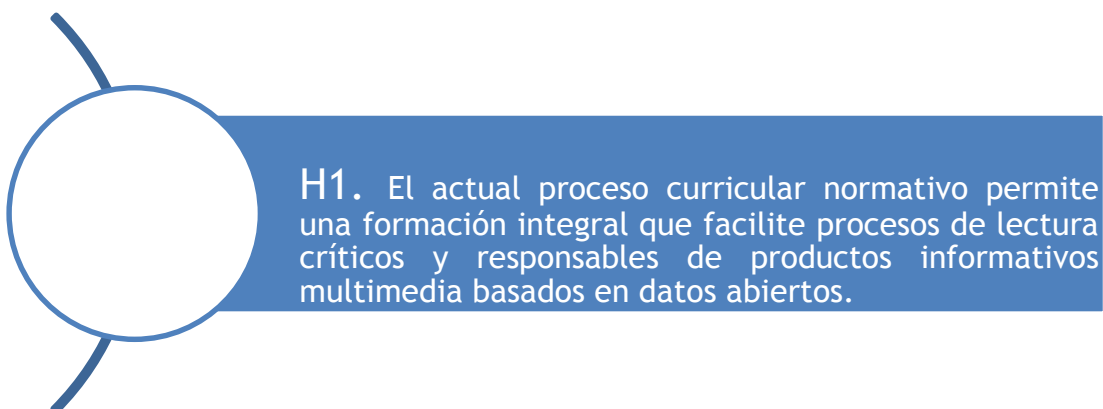 H1. El actual proceso curricular normativo permite
una formación integral que facilite procesos de lectura
críticos y responsables de productos informativos
multimedia basados en datos abiertos.